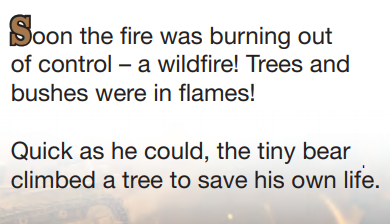 Soon the fire was burning out
of control – a wildfire! Trees and
bushes were in flames!
Quick as he could, the tiny bear
climbed a tree to save his own life.